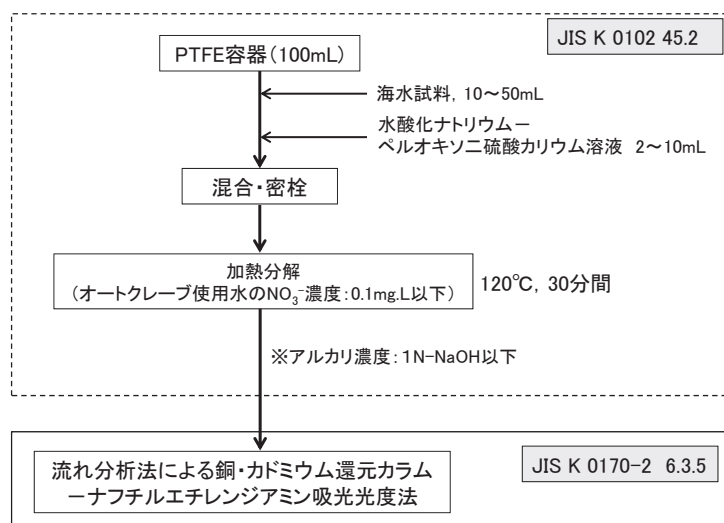 JIS K 0102 45.2
PTFE容器(100mL)
海水試料，10～50mL
水酸化ナトリウム－
ペルオキソ二硫酸カリウム溶液 2～10mL
混合・密栓
加熱分解
(オートクレーブ使用水のNO₃⁻濃度：0.1mg.L以下)
120℃，30分間
※アルカリ濃度：1N-NaOH以下
JIS K 0170-2 6.3.5
流れ分析法による銅・カドミウム還元カラム
－ナフチルエチレンジアミン吸光光度法